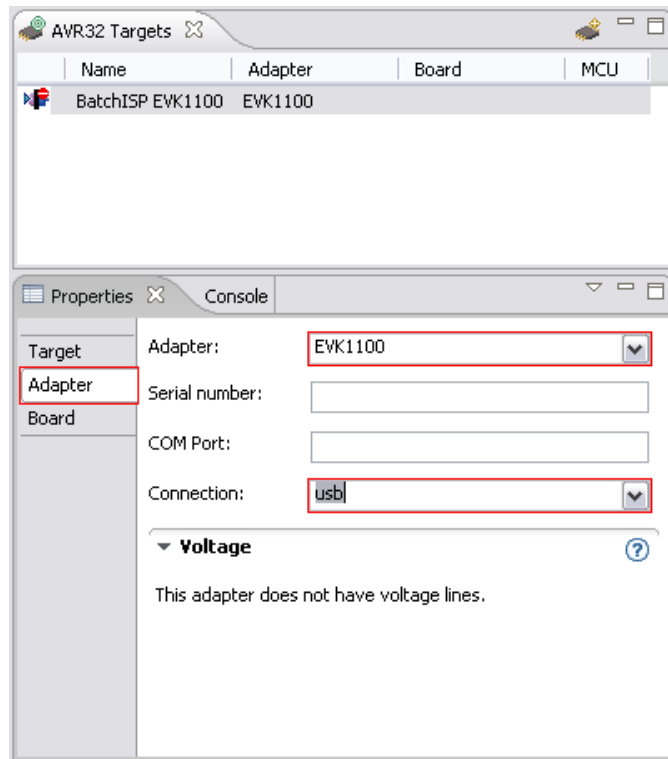 AVR32 Targets
Name Adapter Board MCU
BatchISP EVK1100 EVK1100
Properties Console
Target
Adapter
Board
Adapter: EVK1100
Serial number:
COM Port:
Connection: usb
Voltage
This adapter does not have voltage lines.